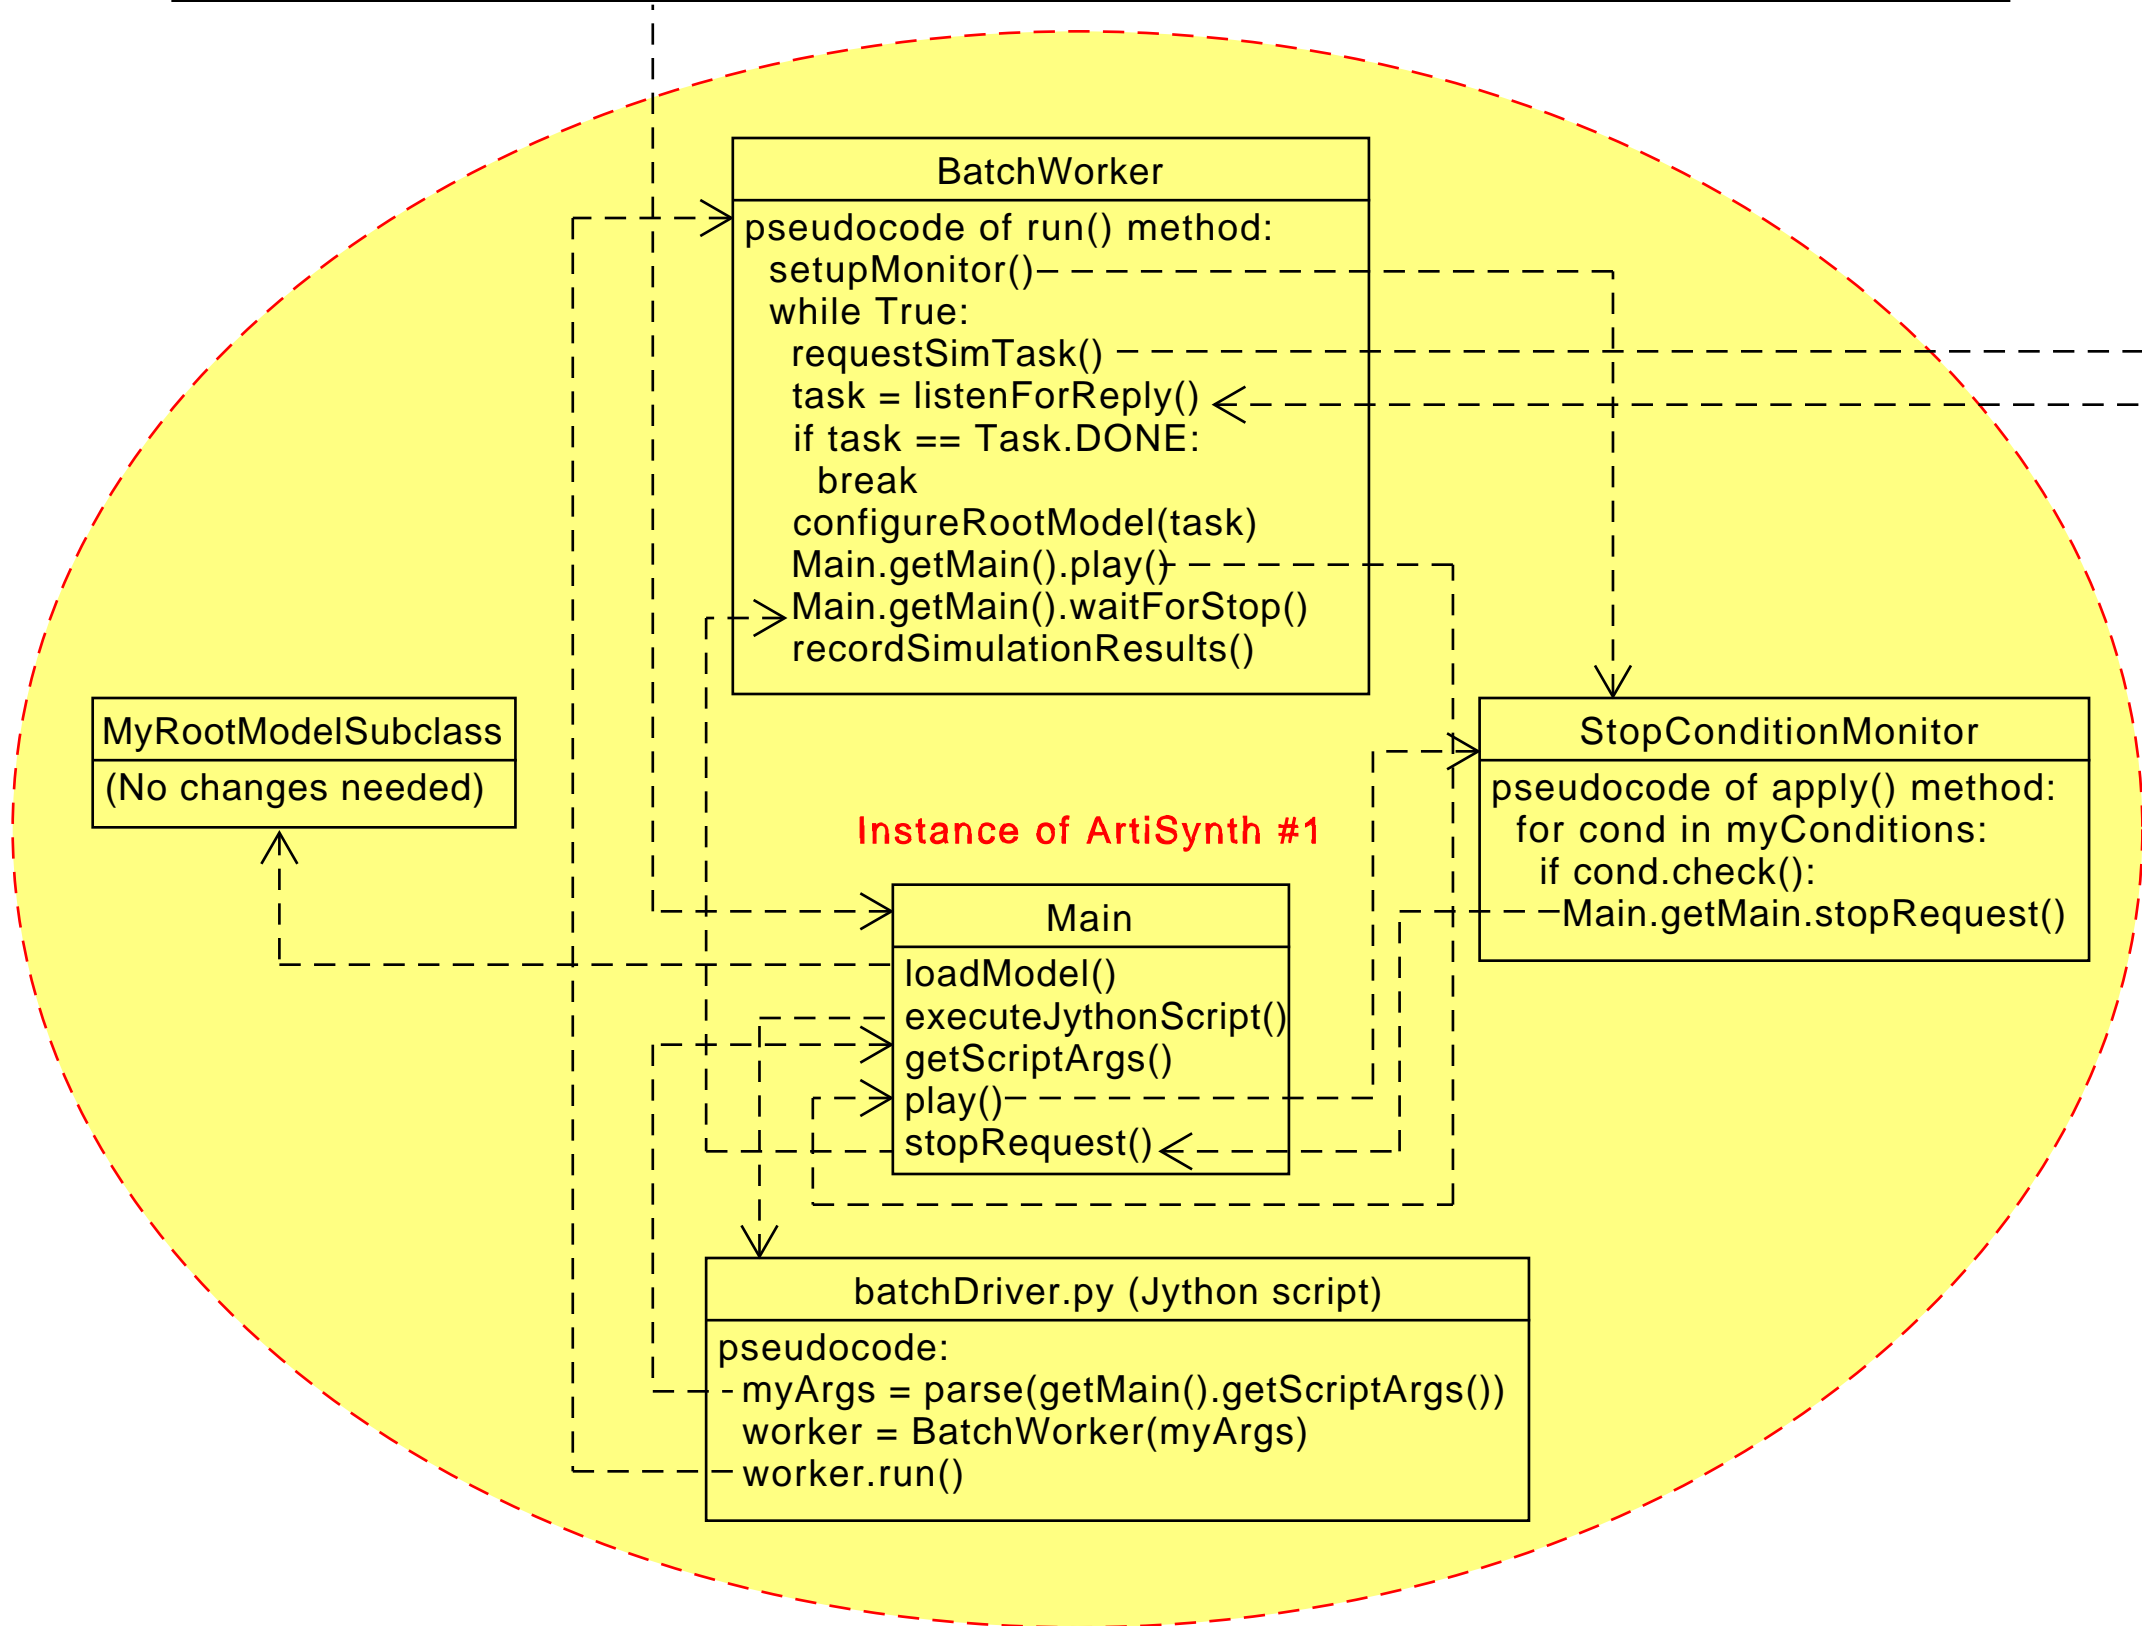 BatchWorker
pseudocode of run() method:
setupMonitor()
while True:
requestSimTask()
task = listenForReply()
if task == Task.DONE:
break
configureRootModel(task)
Main.getMain().play()
Main.getMain().waitForStop()
recordSimulationResults()
MyRootModelSubclass
(No changes needed)
StopConditionMonitor
pseudocode of apply() method:
for cond in myConditions:
if cond.check():
Main.getMain.stopRequest()
Instance of ArtiSynth #1
Main
loadModel()
executeJythonScript()
getScriptArgs()
play()
stopRequest()
batchDriver.py (Jython script)
pseudocode:
myArgs = parse(getMain().getScriptArgs())
worker = BatchWorker(myArgs)
worker.run()